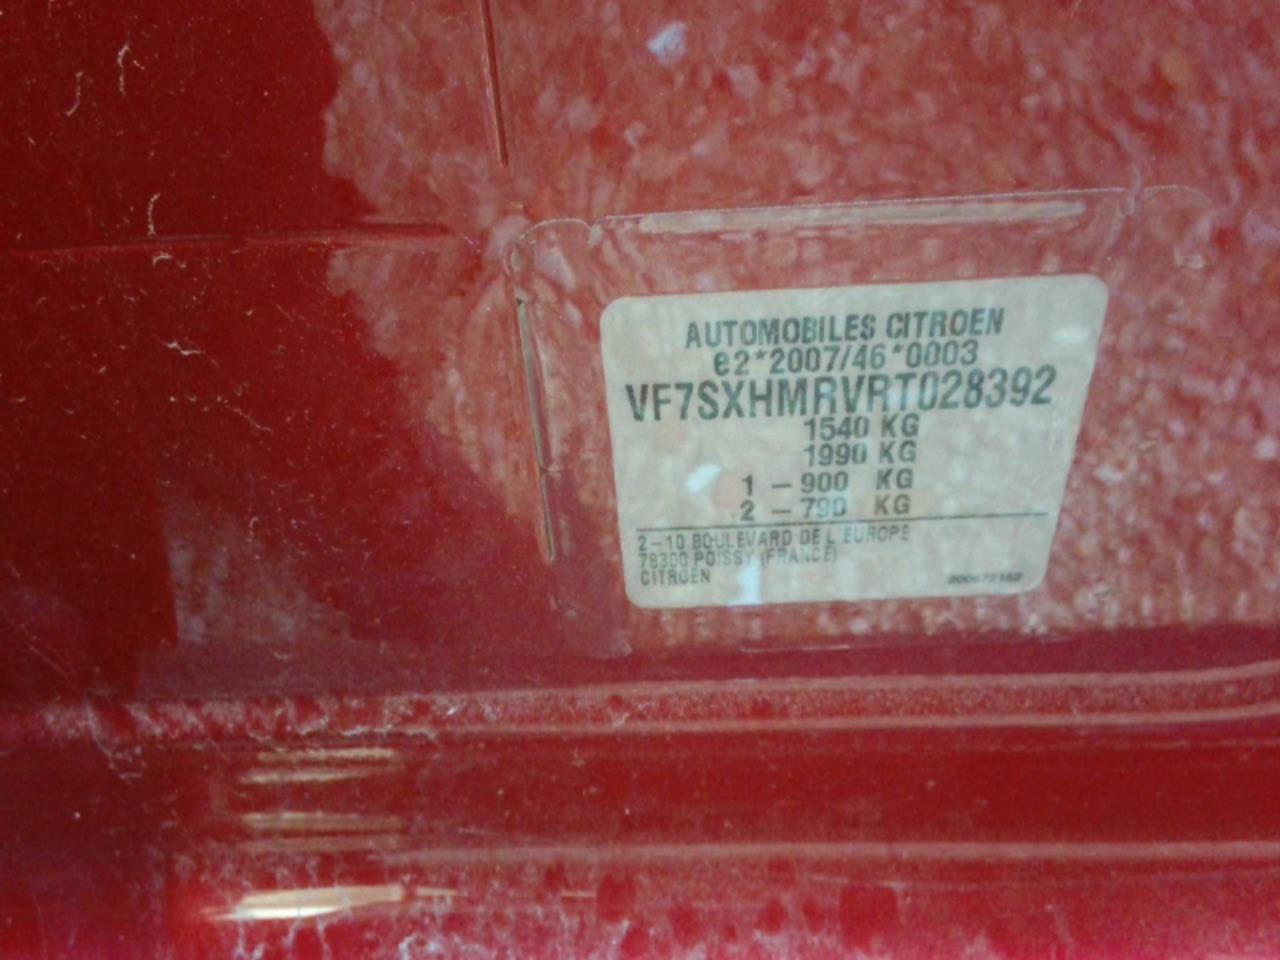 AUTOMOBILES CITROEN
e2*2007/46*0003
VF7SXHMRVRT028392
1540 KG
1990 KG
1 – 900 KG
2 – 790 KG
2–10 BOULEVARD DE L'EUROPE
78300 POISSY (FRANCE)
CITROËN